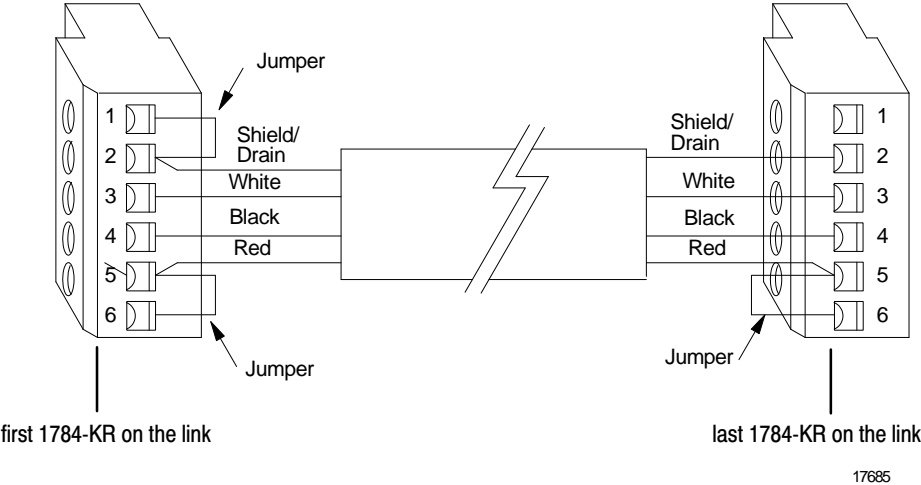 Jumper
1
2
3
4
5
6
Shield/
Drain
White
Black
Red
Jumper
first 1784-KR on the link
Shield/
Drain
White
Black
Red
1
2
3
4
5
6
Jumper
last 1784-KR on the link
17685